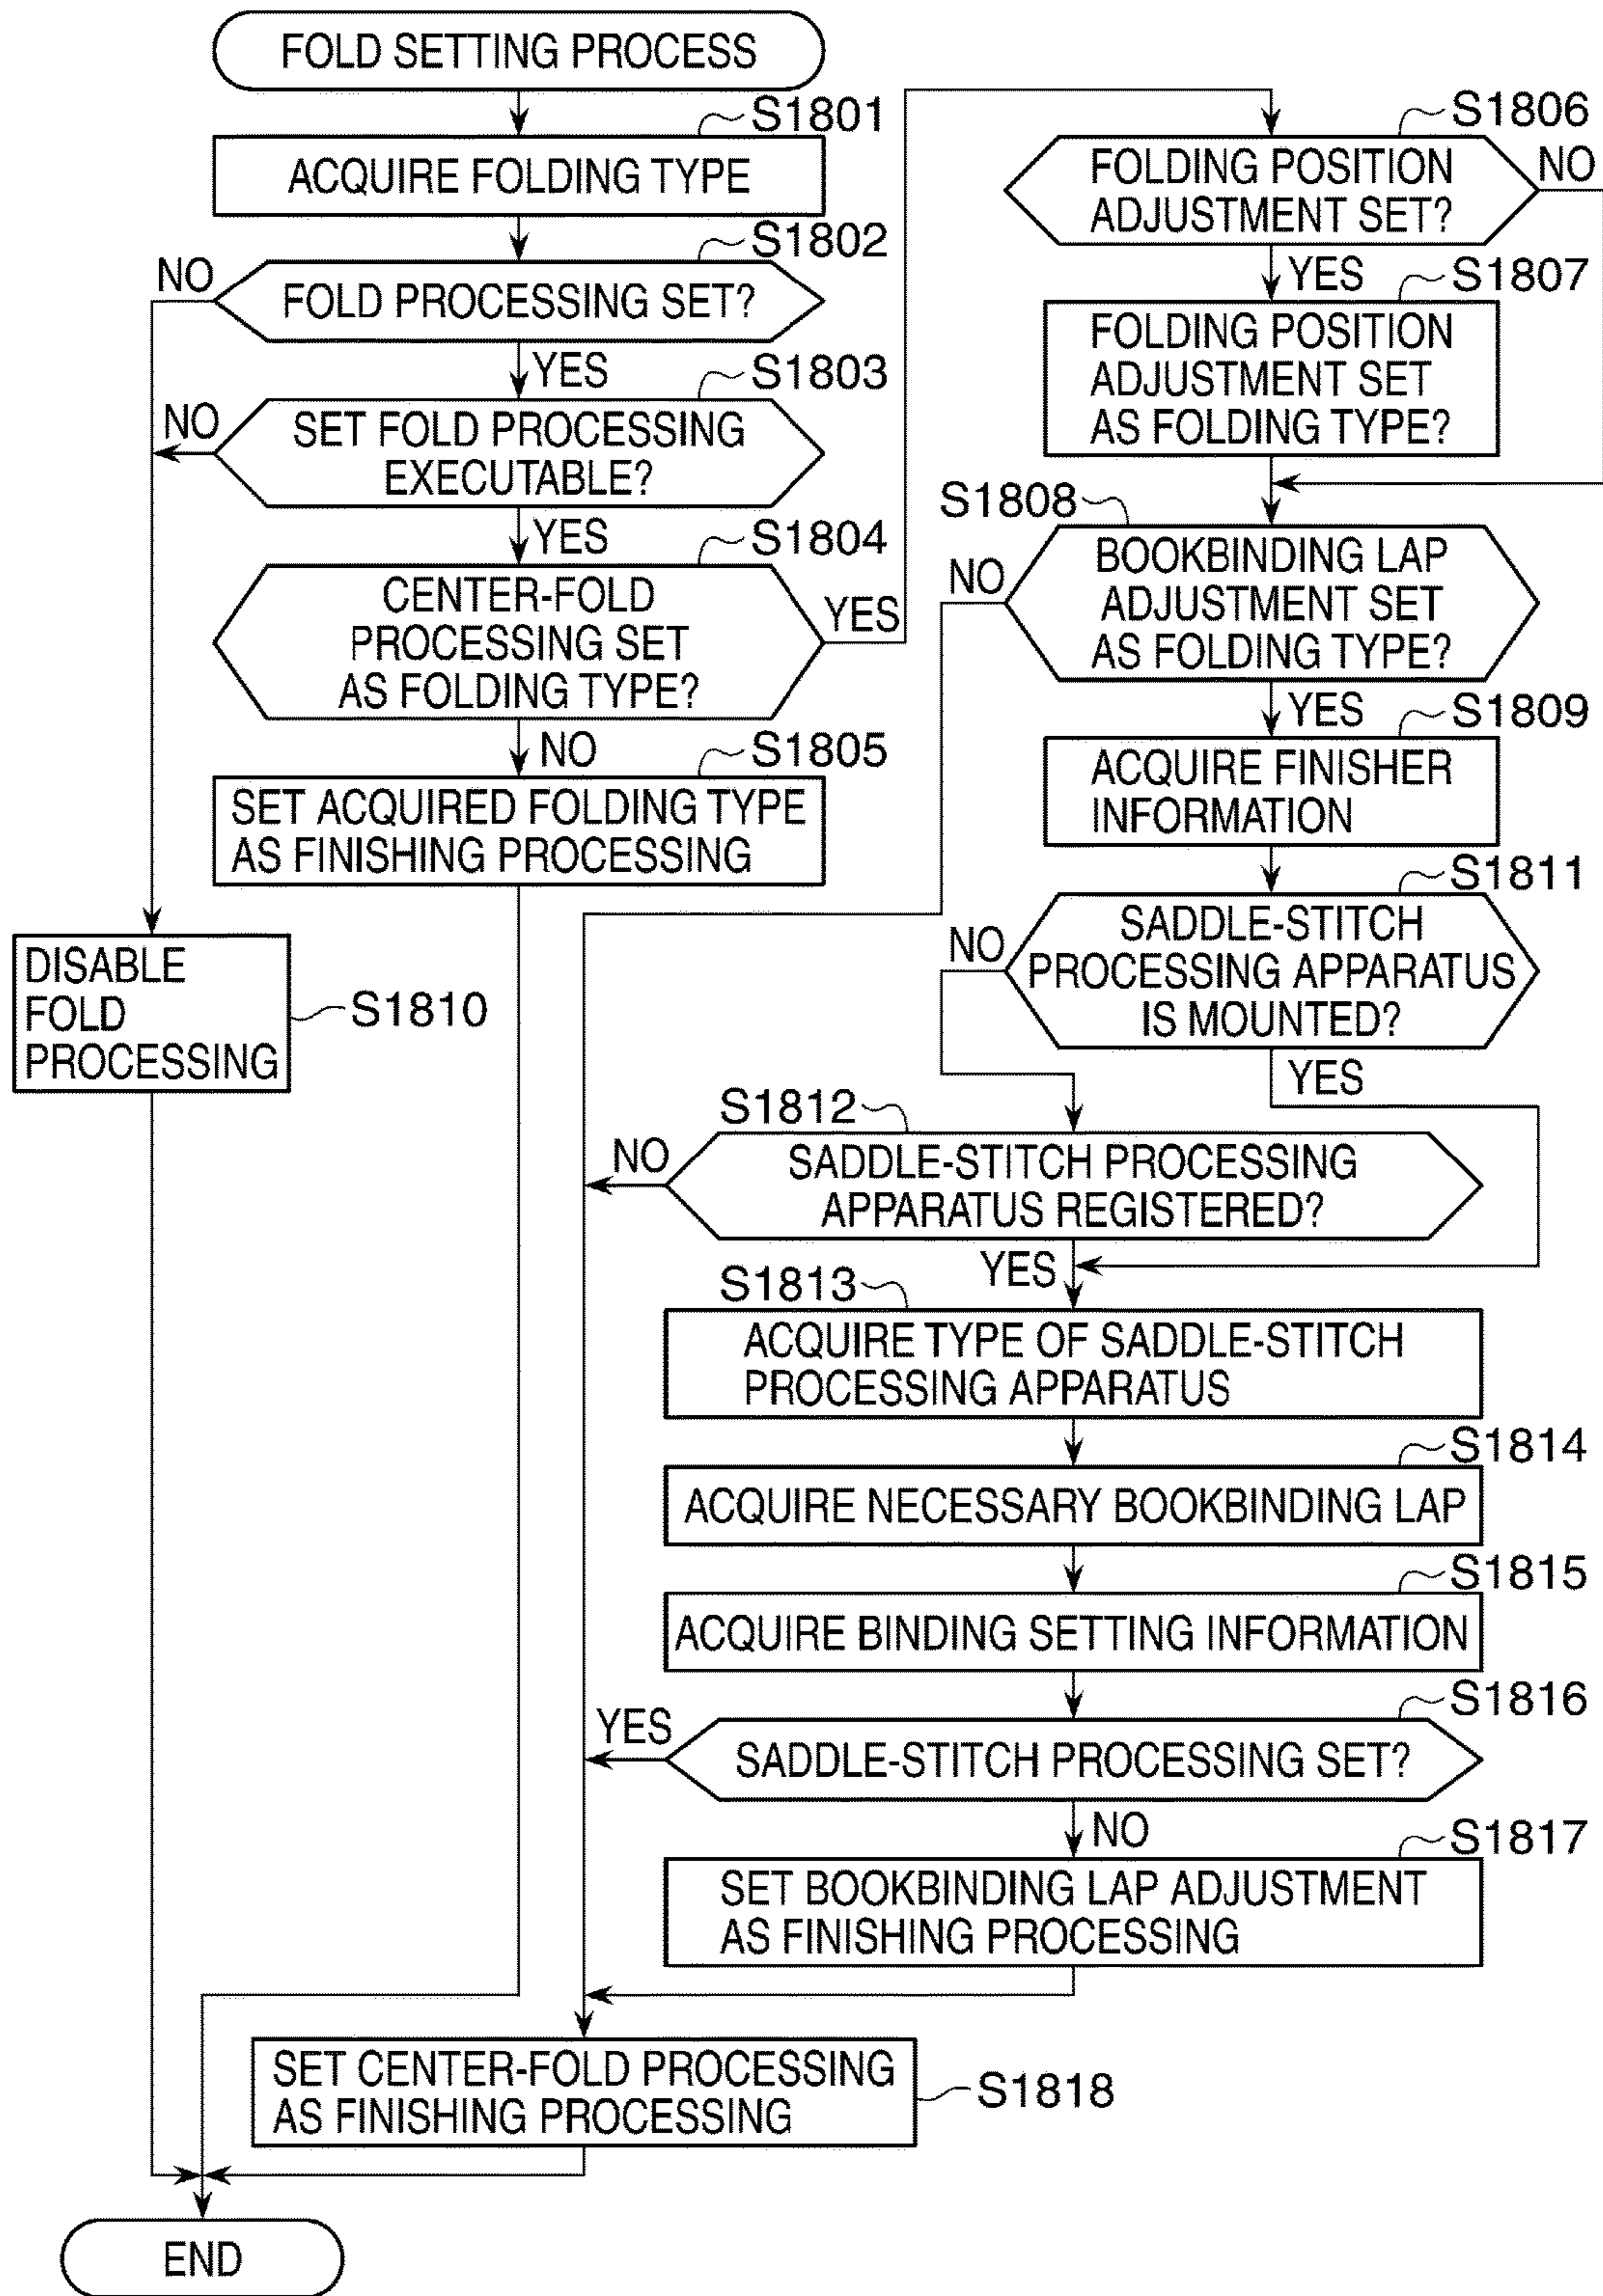 FOLD SETTING PROCESS
S1801
ACQUIRE FOLDING TYPE
S1802
NO
FOLD PROCESSING SET?
YES
S1803
NO
SET FOLD PROCESSING
EXECUTABLE?
YES
S1804
CENTER-FOLD
PROCESSING SET
AS FOLDING TYPE?
YES
NO
S1805
SET ACQUIRED FOLDING TYPE
AS FINISHING PROCESSING
DISABLE
FOLD
PROCESSING
S1810
S1806
FOLDING POSITION
ADJUSTMENT SET?
NO
YES
S1807
FOLDING POSITION
ADJUSTMENT SET
AS FOLDING TYPE?
S1808
NO
BOOKBINDING LAP
ADJUSTMENT SET
AS FOLDING TYPE?
YES
S1809
ACQUIRE FINISHER
INFORMATION
S1811
NO
SADDLE-STITCH
PROCESSING APPARATUS
IS MOUNTED?
YES
S1812
NO
SADDLE-STITCH PROCESSING
APPARATUS REGISTERED?
YES
S1813
ACQUIRE TYPE OF SADDLE-STITCH
PROCESSING APPARATUS
S1814
ACQUIRE NECESSARY BOOKBINDING LAP
S1815
ACQUIRE BINDING SETTING INFORMATION
S1816
YES
SADDLE-STITCH PROCESSING SET?
NO
S1817
SET BOOKBINDING LAP ADJUSTMENT
AS FINISHING PROCESSING
SET CENTER-FOLD PROCESSING
AS FINISHING PROCESSING
S1818
END